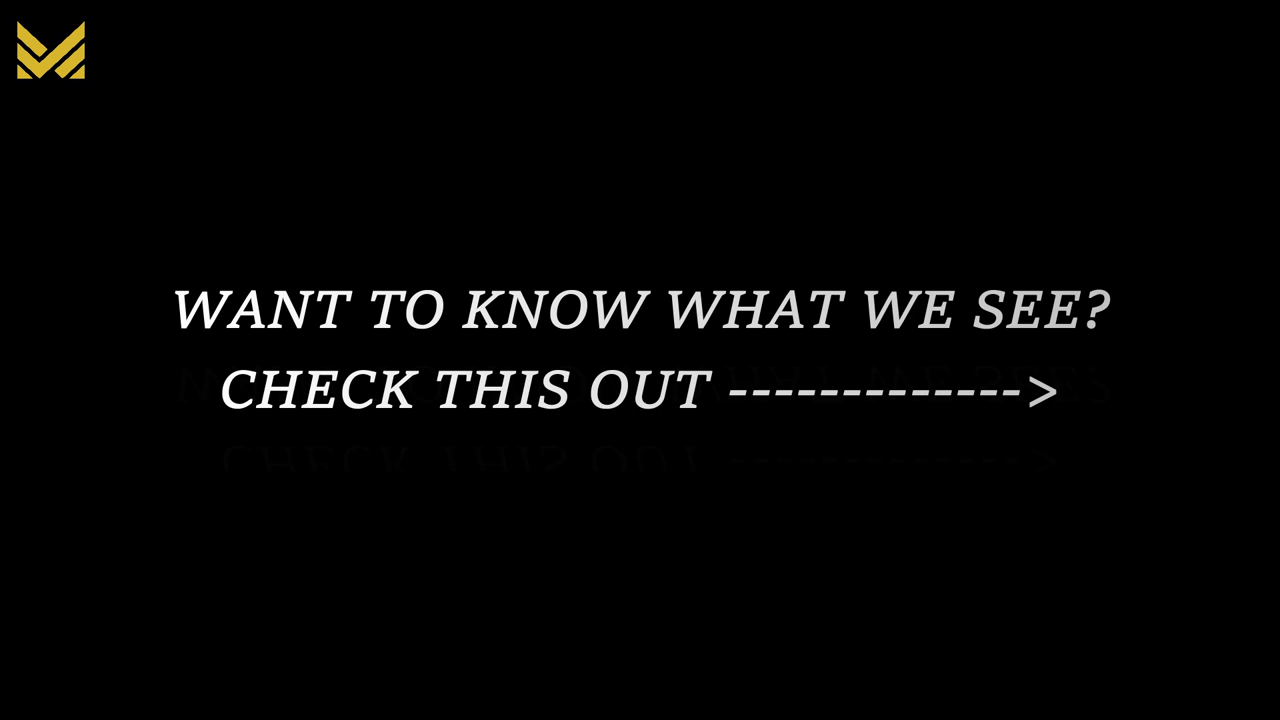 WANT TO KNOW WHAT WE SEE?
CHECK THIS OUT ------------->